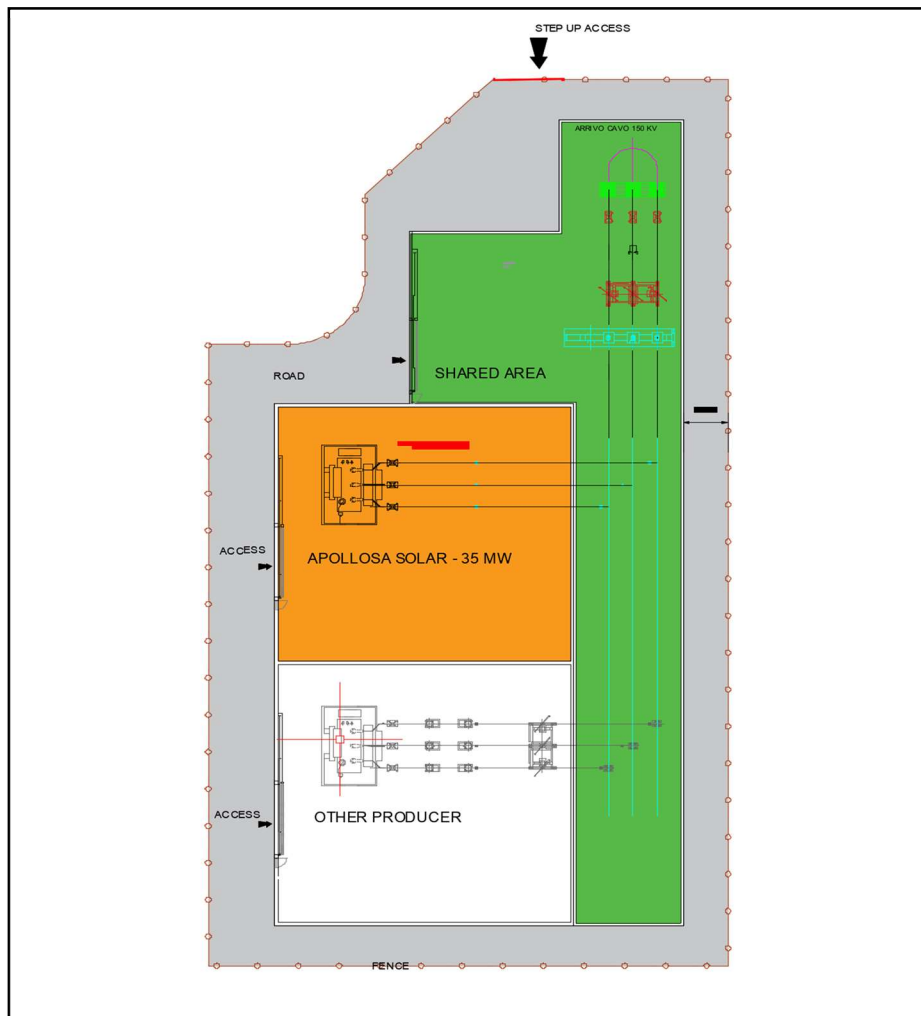 STEP UP ACCESS
ARRIVO CAVO 150 KV
SHARED AREA
ROAD
ACCESS
APOLLOSA SOLAR - 35 MW
ACCESS
OTHER PRODUCER
FENCE